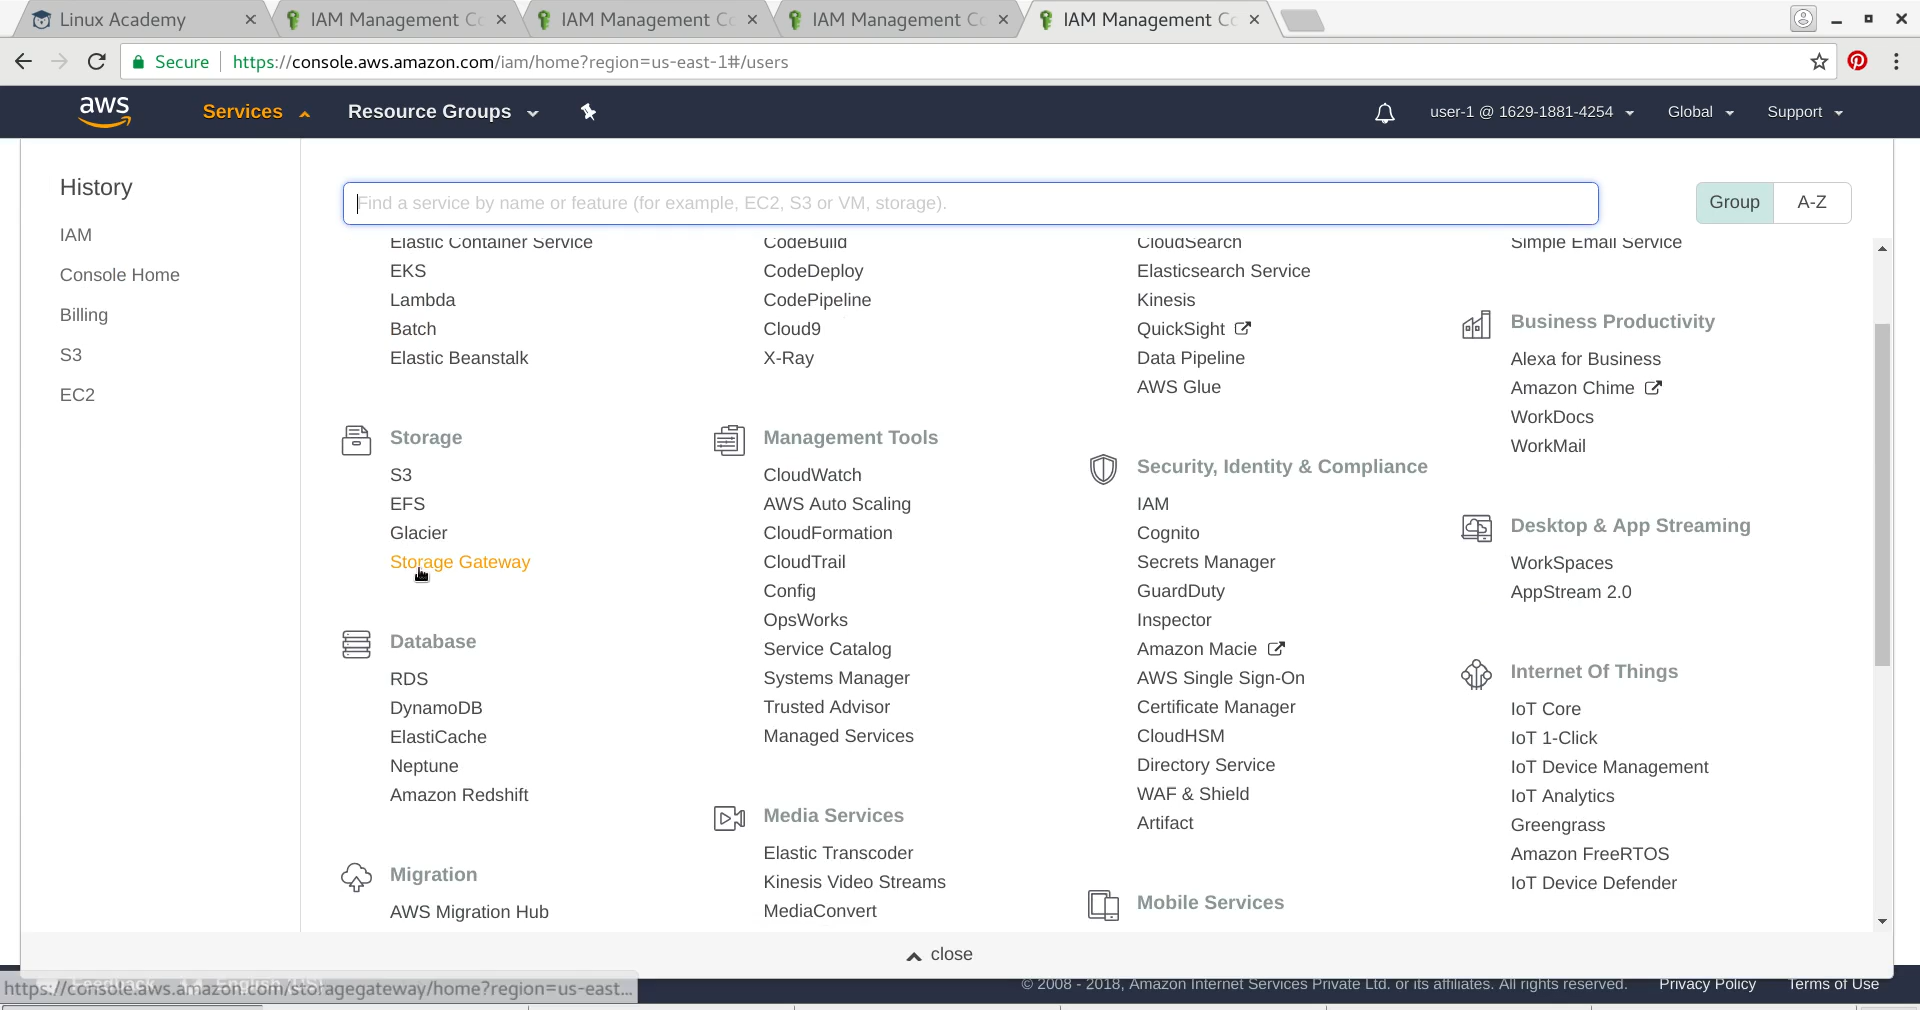 Linux Academy
IAM Management Co
IAM Management Co
IAM Management Co
IAM Management Co
Secure
https://console.aws.amazon.com/iam/home?region=us-east-1#/users
aws
Services
Resource Groups
user-1 @ 1629-1881-4254
Global
Support
History
IAM
Console Home
Billing
S3
EC2
Find a service by name or feature (for example, EC2, S3 or VM, storage).
Group
A-Z
Elastic Container Service
EKS
Lambda
Batch
Elastic Beanstalk
Storage
S3
EFS
Glacier
Storage Gateway
Database
RDS
DynamoDB
ElastiCache
Neptune
Amazon Redshift
Migration
AWS Migration Hub
CodeBuild
CodeDeploy
CodePipeline
Cloud9
X-Ray
Management Tools
CloudWatch
AWS Auto Scaling
CloudFormation
CloudTrail
Config
OpsWorks
Service Catalog
Systems Manager
Trusted Advisor
Managed Services
Media Services
Elastic Transcoder
Kinesis Video Streams
MediaConvert
CloudSearch
Elasticsearch Service
Kinesis
QuickSight
Data Pipeline
AWS Glue
Security, Identity & Compliance
IAM
Cognito
Secrets Manager
GuardDuty
Inspector
Amazon Macie
AWS Single Sign-On
Certificate Manager
CloudHSM
Directory Service
WAF & Shield
Artifact
Mobile Services
Simple Email Service
Business Productivity
Alexa for Business
Amazon Chime
WorkDocs
WorkMail
Desktop & App Streaming
WorkSpaces
AppStream 2.0
Internet Of Things
IoT Core
IoT 1-Click
IoT Device Management
IoT Analytics
Greengrass
Amazon FreeRTOS
IoT Device Defender
close
Feedback
English (US)
https://console.aws.amazon.com/storagegateway/home?region=us-east...
© 2008 - 2018, Amazon Internet Services Private Ltd. or its affiliates. All rights reserved.
Privacy Policy
Terms of Use